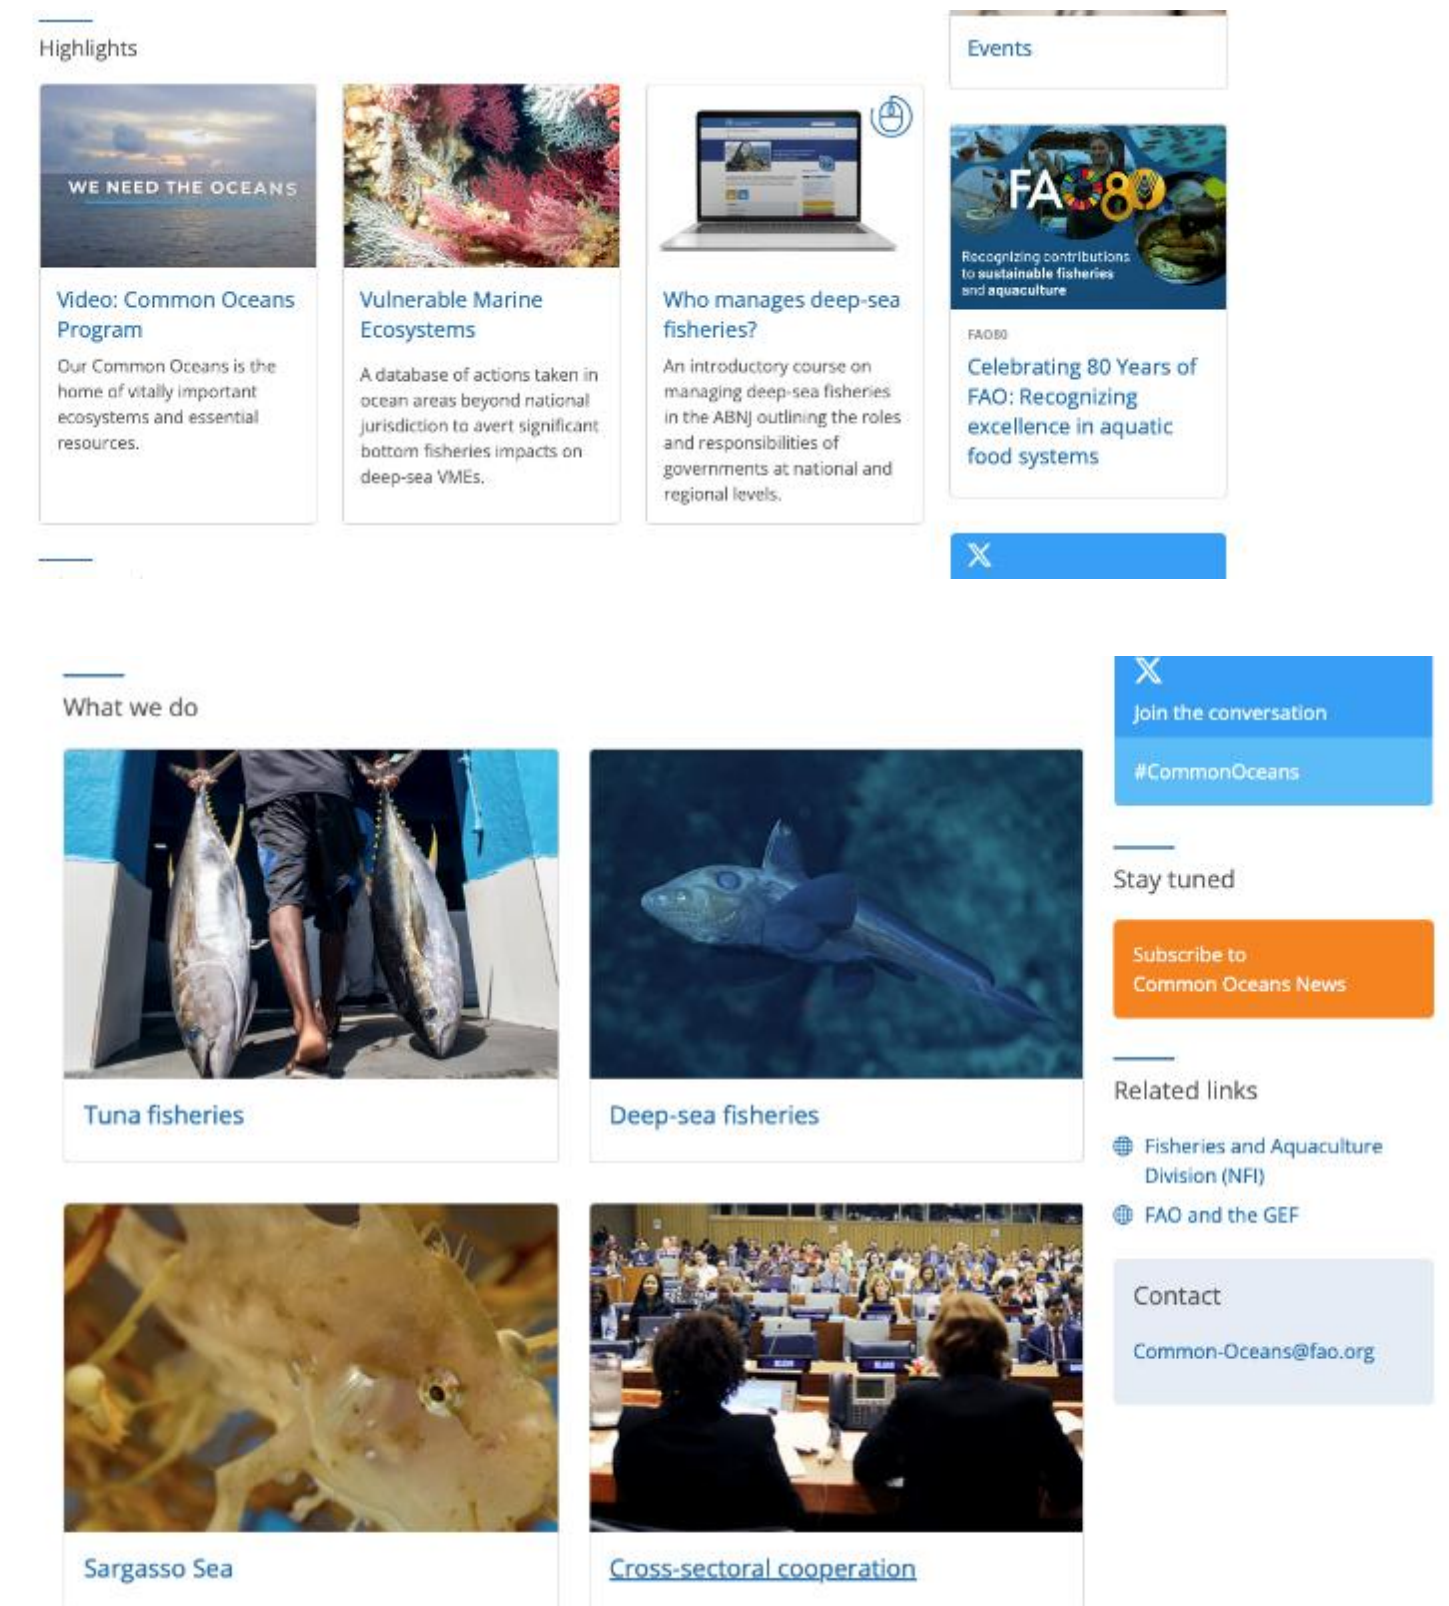 Highlights
WE NEED THE OCEANS
Video: Common Oceans
Program
Our Common Oceans is the
home of vitally important
ecosystems and essential
resources.
Vulnerable Marine
Ecosystems
A database of actions taken in
ocean areas beyond national
jurisdiction to avert significant
bottom fisheries impacts on
deep-sea VMEs.
Who manages deep-sea
fisheries?
An introductory course on
managing deep-sea fisheries
in the ABNJ outlining the roles
and responsibilities of
governments at national and
regional levels.
Events
FAO80
Recognizing contributions
to sustainable fisheries
and aquaculture
FAO80
Celebrating 80 Years of
FAO: Recognizing
excellence in aquatic
food systems
What we do
Tuna fisheries
Deep-sea fisheries
Sargasso Sea
Cross-sectoral cooperation
Join the conversation
#CommonOceans
Stay tuned
Subscribe to
Common Oceans News
Related links
Fisheries and Aquaculture
Division (NFI)
FAO and the GEF
Contact
Common-Oceans@fao.org